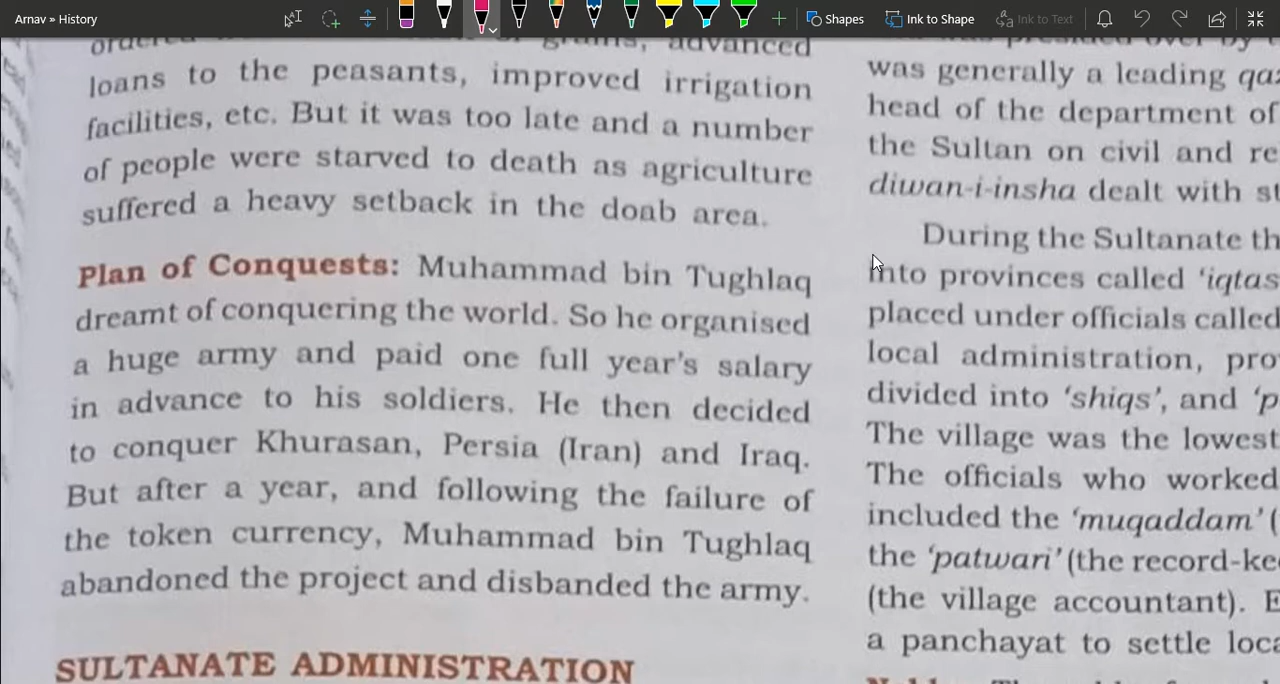 Arnav » History
Shapes
Ink to Shape
Ink to Text
loans to the peasants, improved irrigation
facilities, etc. But it was too late and a number
of people were starved to death as agriculture
suffered a heavy setback in the doab area.
Plan of Conquests: Muhammad bin Tughlaq
dreamt of conquering the world. So he organised
a huge army and paid one full year's salary
in advance to his soldiers. He then decided
to conquer Khurasan, Persia (Iran) and Iraq.
But after a year, and following the failure of
the token currency, Muhammad bin Tughlaq
abandoned the project and disbanded the army.
SULTANATE ADMINISTRATION
was generally a leading
head of the department of
the Sultan on civil and
diwan-i-insha dealt with
During the Sultanate
into provinces called 'iqtas
placed under officials called
local administration,
divided into 'shiqs', and
The village was the lowest
The officials who worked
included the 'muqaddam' (
the 'patwari' (the
(the village accountant).
a panchayat to settle